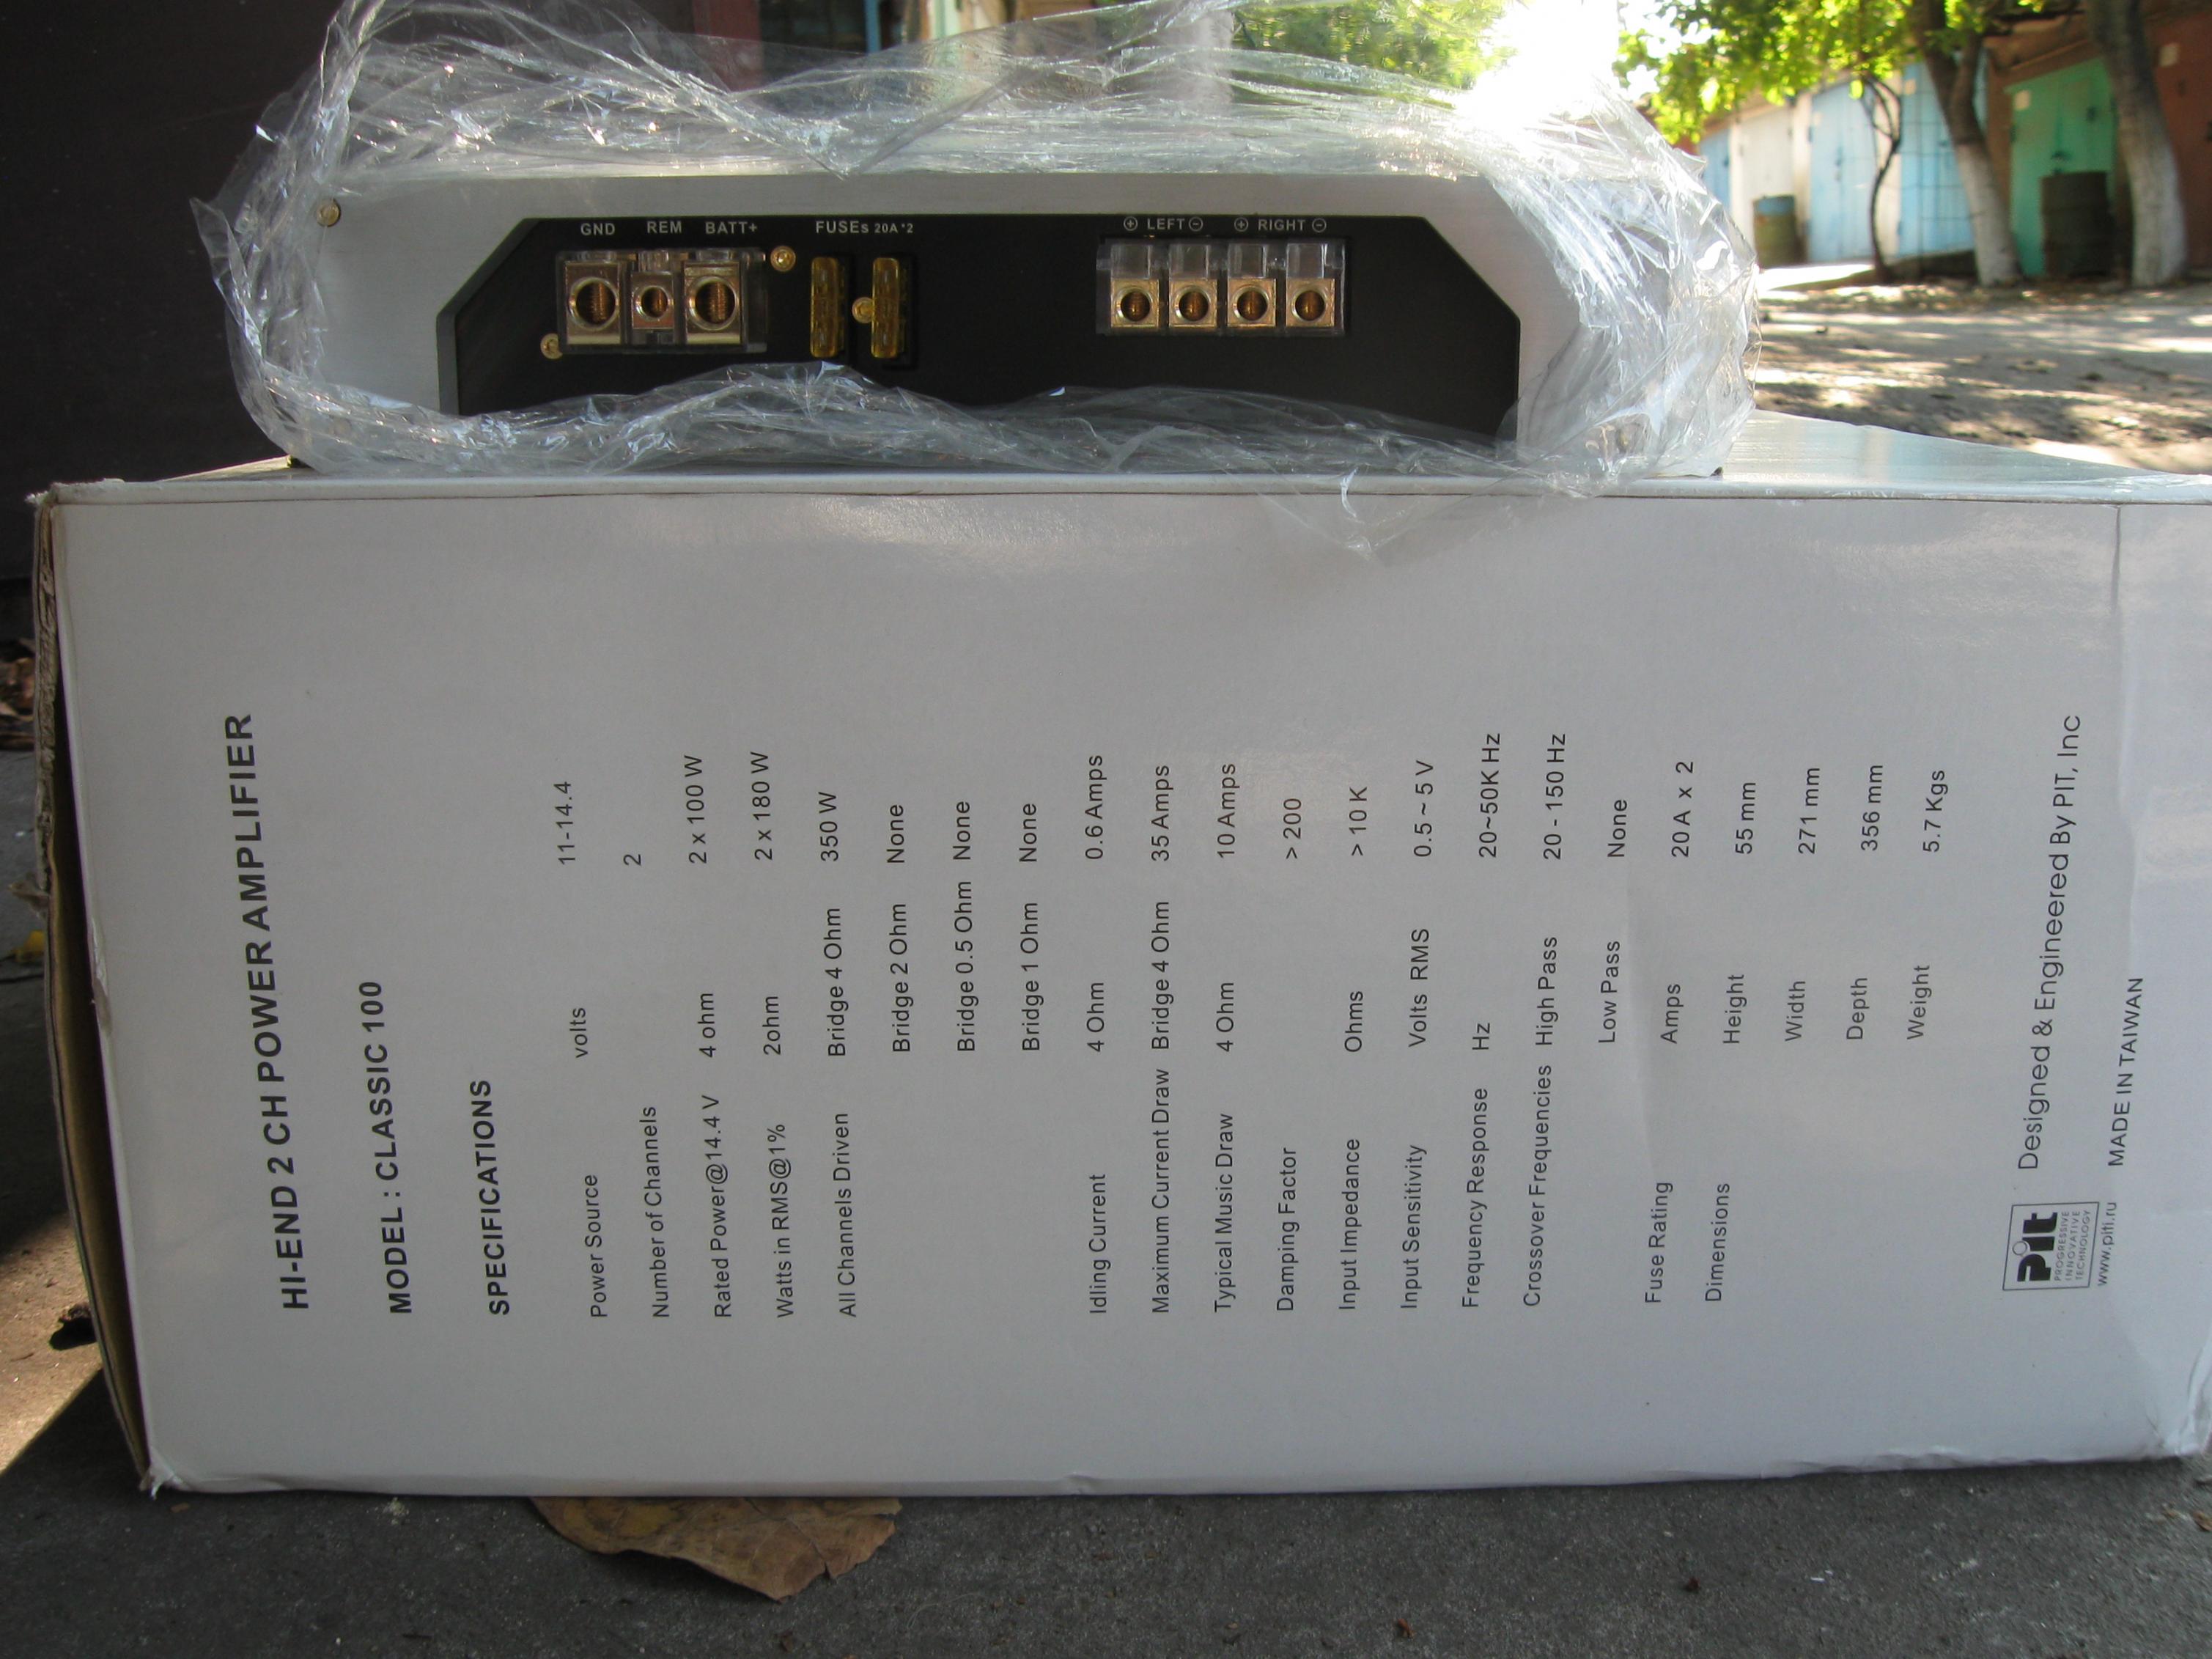 GND REM BATT+ FUSEs 20A*2 ⊕ LEFT ⊖ ⊕ RIGHT ⊖
HI-END 2 CH POWER AMPLIFIER
MODEL : CLASSIC 100
SPECIFICATIONS
Power Source volts 11-14.4
Number of Channels 2
Rated Power@14.4 V 4 ohm 2 x 100 W
Watts in RMS@1% 2ohm 2 x 180 W
All Channels Driven Bridge 4 Ohm 350 W
Bridge 2 Ohm None
Bridge 0.5 Ohm None
Bridge 1 Ohm None
Idling Current 4 Ohm 0.6 Amps
Maximum Current Draw Bridge 4 Ohm 35 Amps
Typical Music Draw 4 Ohm 10 Amps
Damping Factor > 200
Input Impedance Ohms > 10 K
Input Sensitivity Volts RMS 0.5 ~ 5 V
Frequency Response Hz 20~50K Hz
Crossover Frequencies High Pass 20 - 150 Hz
Low Pass None
Fuse Rating Amps 20 A x 2
Dimensions Height 55 mm
Width 271 mm
Depth 356 mm
Weight 5.7 Kgs
Pit
PROGRESSIVE
INNOVATIVE
TECHNOLOGY
Designed & Engineered By PIT, Inc
www.piti.ru MADE IN TAIWAN